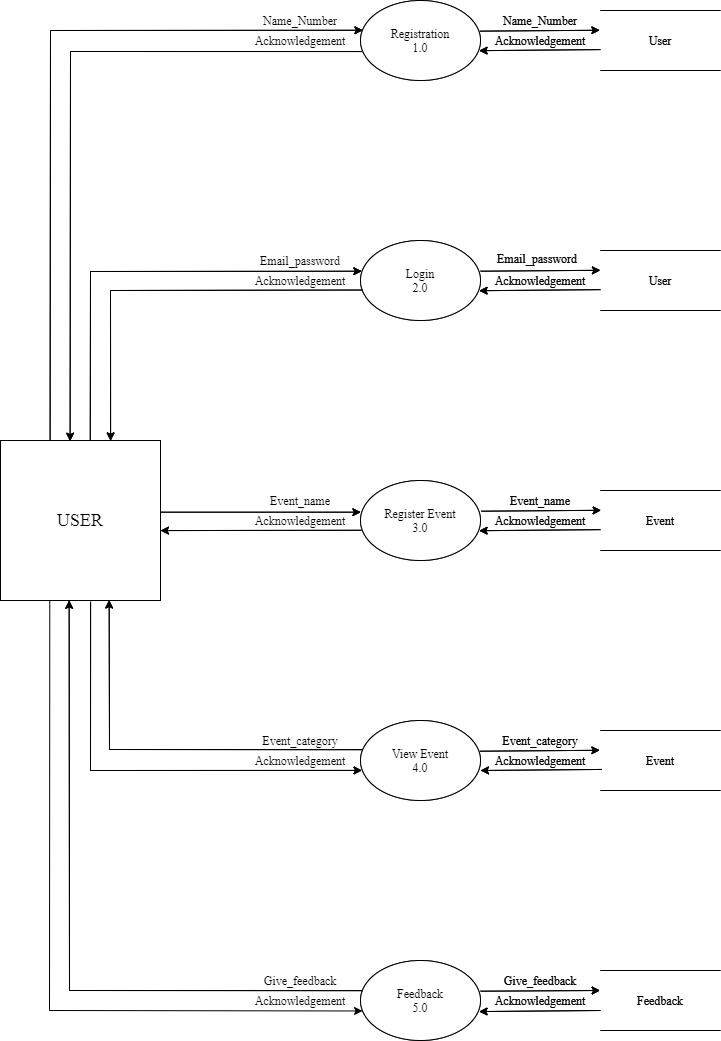 Name_Number
Acknowledgement
Registration
1.0
Name_Number
Acknowledgement
User
Email_password
Acknowledgement
Login
2.0
Email_password
Acknowledgement
User
USER
Event_name
Acknowledgement
Register Event
3.0
Event_name
Acknowledgement
Event
Event_category
Acknowledgement
View Event
4.0
Event_category
Acknowledgement
Event
Give_feedback
Acknowledgement
Feedback
5.0
Give_feedback
Acknowledgement
Feedback